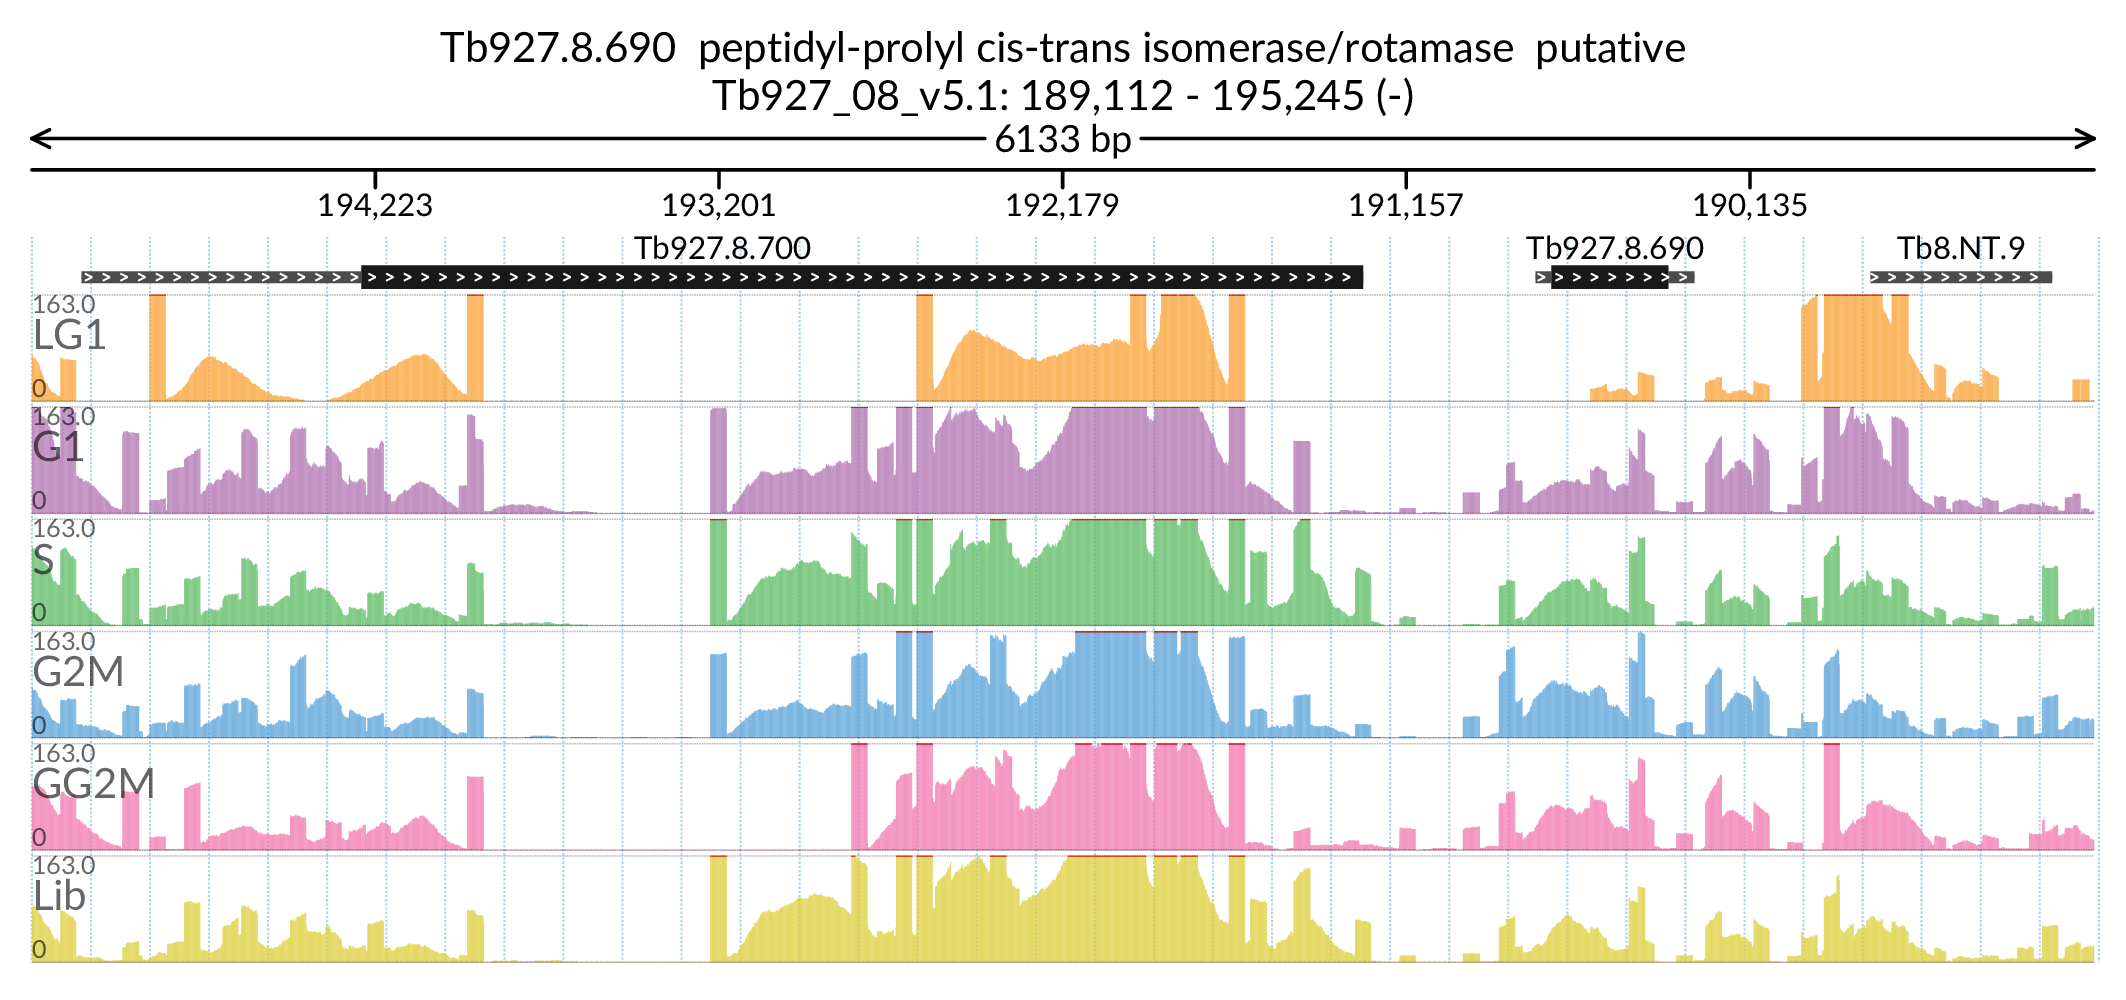 Tb927.8.690 peptidyl-prolyl cis-trans isomerase/rotamase putative
Tb927_08_v5.1: 189,112 - 195,245 (-)
6133 bp
194,223 193,201 192,179 191,157 190,135
Tb927.8.700 Tb927.8.690 Tb8.NT.9
163.0
LG1
0
163.0
G1
0
163.0
S
0
163.0
G2M
0
163.0
GG2M
0
163.0
Lib
0